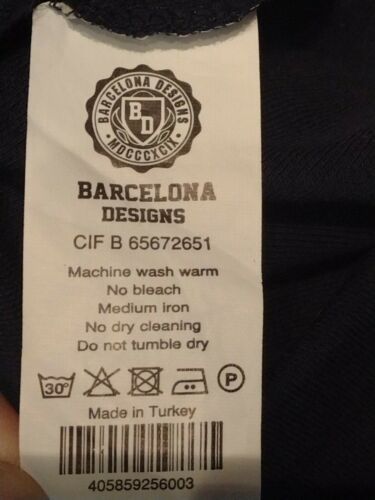 BARCELONA DESIGNS
BD
MDCCCXCIX
BARCELONA
DESIGNS
CIF B 65672651
Machine wash warm
No bleach
Medium iron
No dry cleaning
Do not tumble dry
30° P
Made in Turkey
405859256003